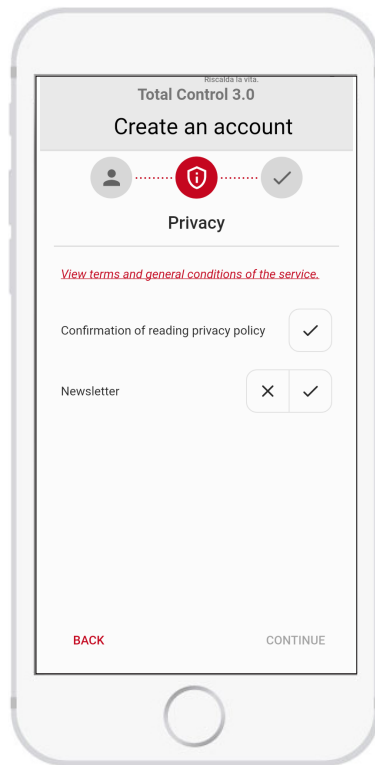 Riscalda la vita.
Total Control 3.0
Create an account
Privacy
View terms and general conditions of the service.
Confirmation of reading privacy policy
Newsletter
BACK CONTINUE